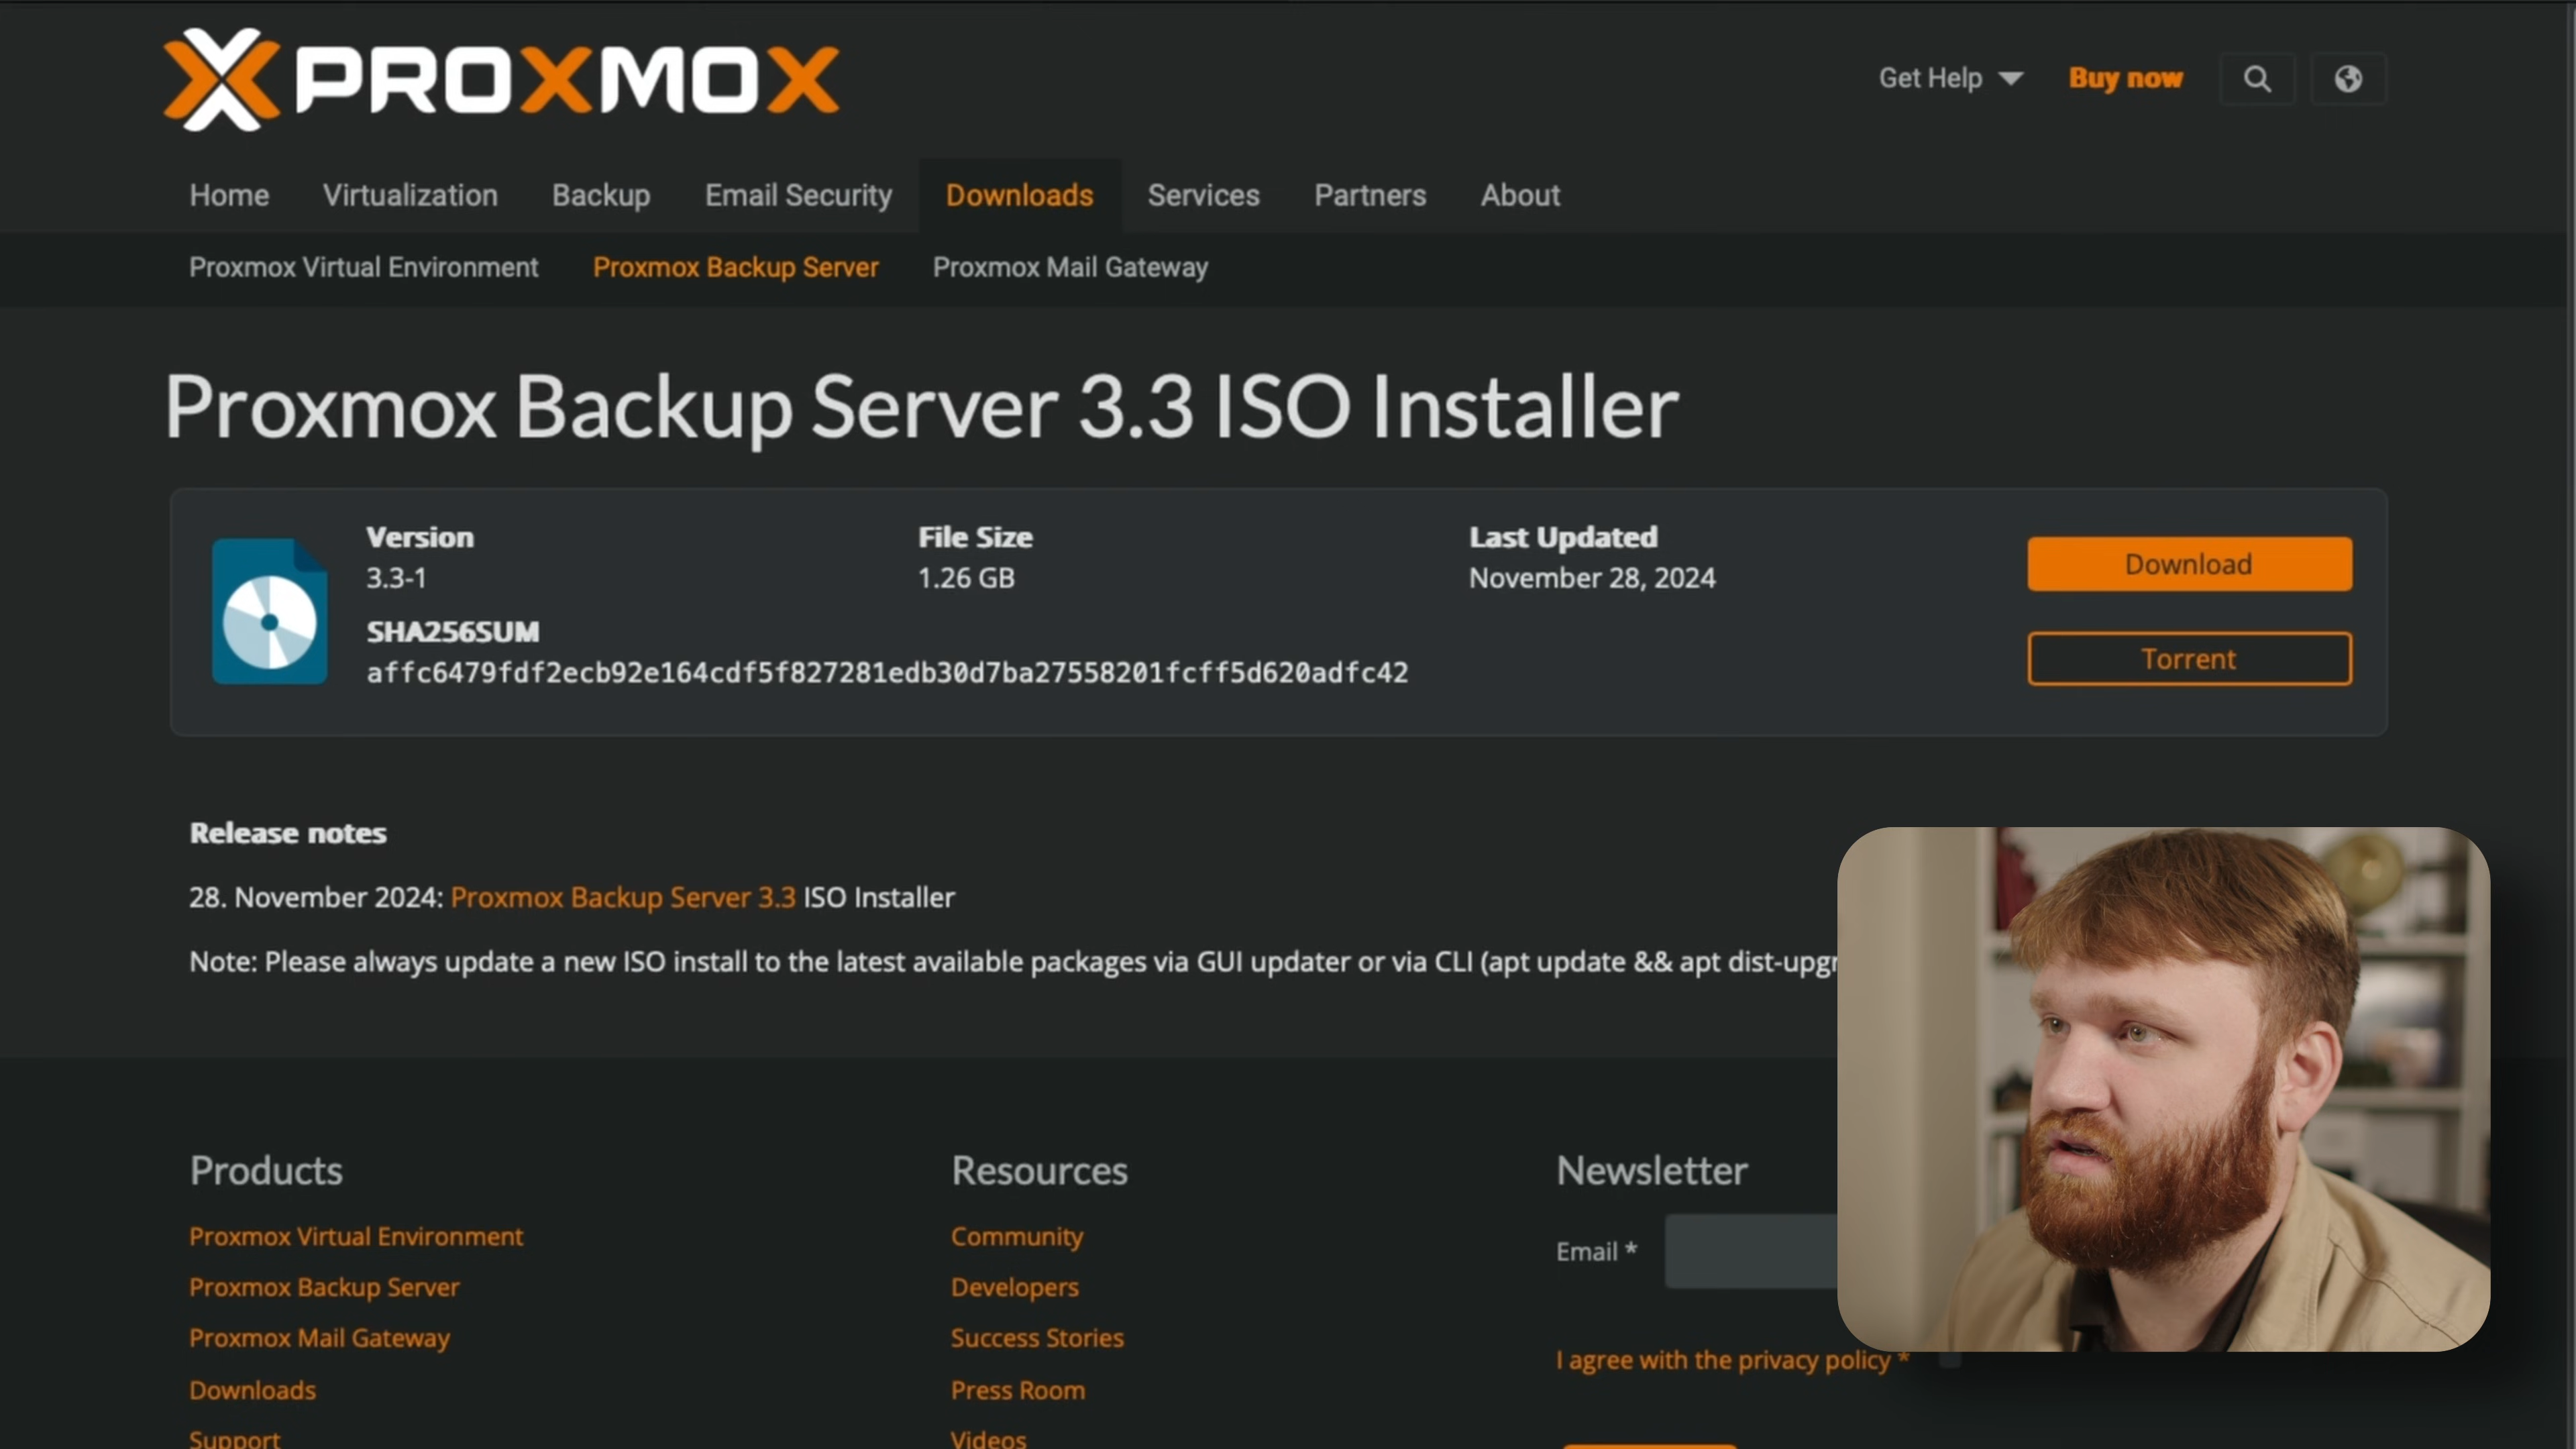 PROXMOX
Get Help
Buy now
Home Virtualization Backup Email Security Downloads Services Partners About
Proxmox Virtual Environment Proxmox Backup Server Proxmox Mail Gateway
Proxmox Backup Server 3.3 ISO Installer
Version
3.3-1
File Size
1.26 GB
Last Updated
November 28, 2024
Download
SHA256SUM
affc6479fdf2ecb92e164cdf5f827281edb30d7ba27558201fcff5d620adfc42
Torrent
Release notes
28. November 2024: Proxmox Backup Server 3.3 ISO Installer
Note: Please always update a new ISO install to the latest available packages via GUI updater or via CLI (apt update && apt dist-upgr
Products
Proxmox Virtual Environment
Proxmox Backup Server
Proxmox Mail Gateway
Downloads
Support
Resources
Community
Developers
Success Stories
Press Room
Videos
Newsletter
Email *
I agree with the privacy policy *